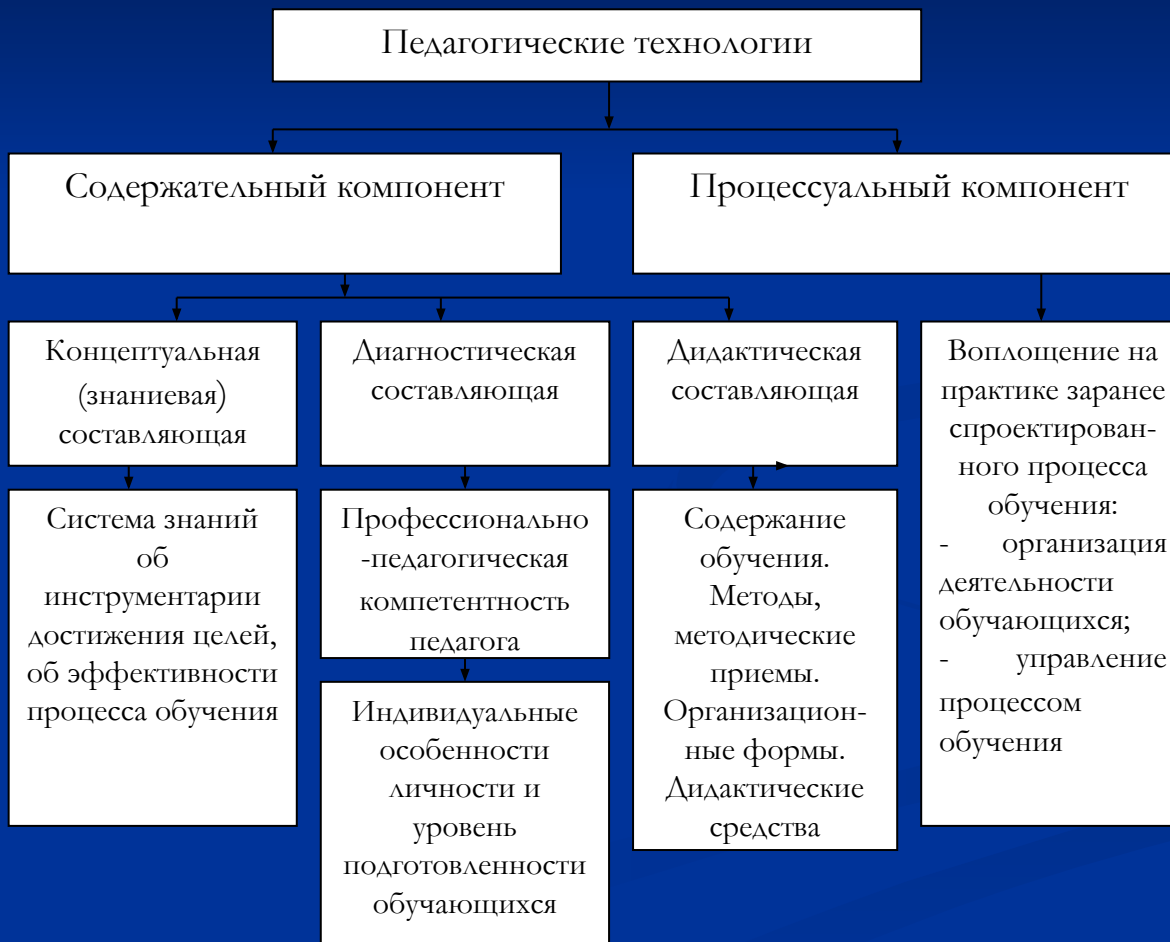 Педагогические технологии
Содержательный компонент
Процессуальный компонент
Концептуальная
(знаниевая)
составляющая
Диагностическая
составляющая
Дидактическая
составляющая
Воплощение на
практике заранее
спроектирован-
ного процесса
обучения:
- организация
деятельности
обучающихся;
- управление
процессом
обучения
Система знаний
об
инструментарии
достижения целей,
об эффективности
процесса обучения
Профессионально
-педагогическая
компетентность
педагога
Индивидуальные
особенности
личности и
уровень
подготовленности
обучающихся
Содержание
обучения.
Методы,
методические
приемы.
Организацион-
ные формы.
Дидактические
средства